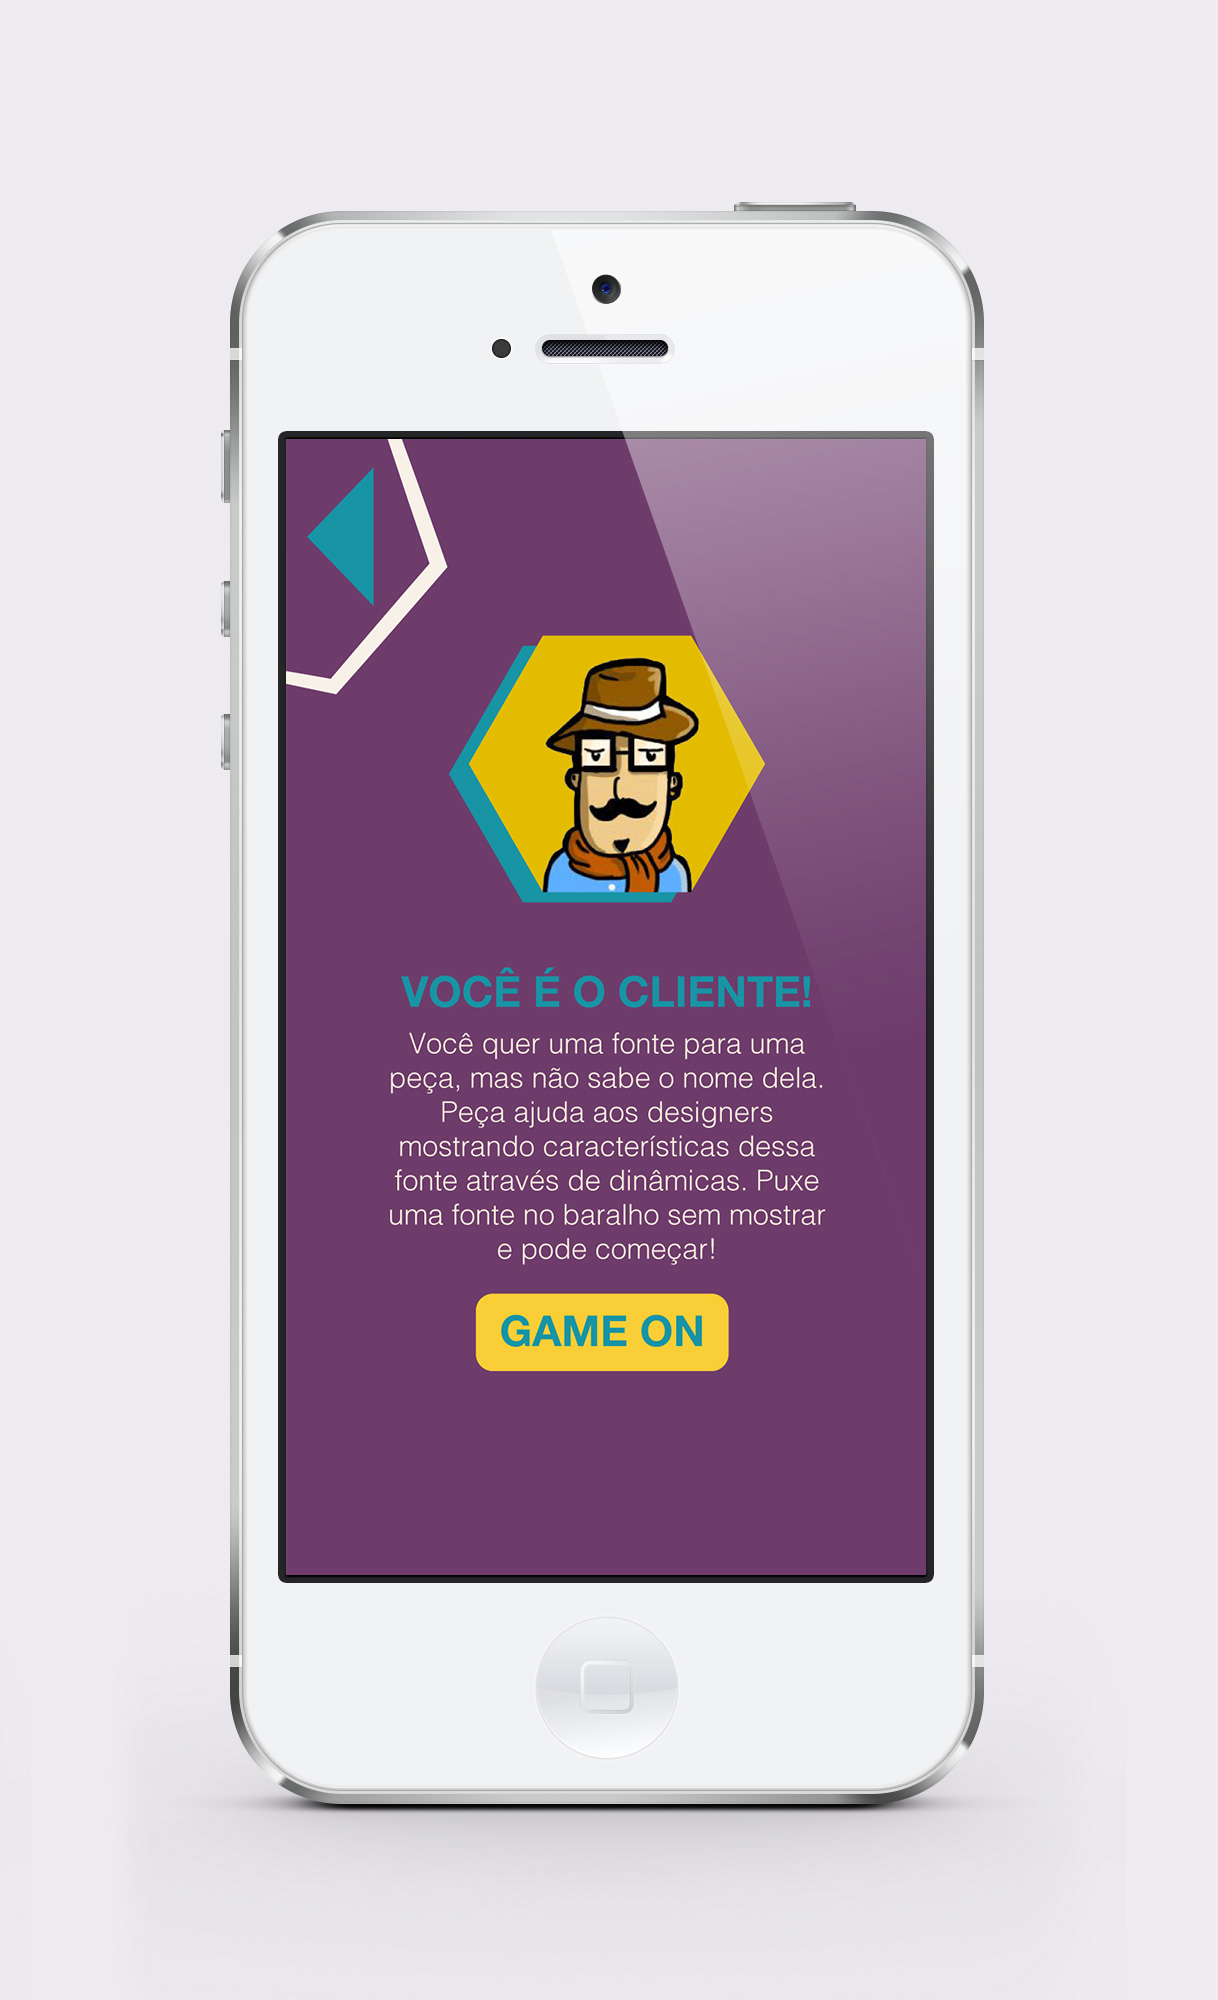 VOCÊ É O CLIENTE!
Você quer uma fonte para uma
peça, mas não sabe o nome dela.
Peça ajuda aos designers
mostrando características dessa
fonte através de dinâmicas. Puxe
uma fonte no baralho sem mostrar
e pode começar!
GAME ON